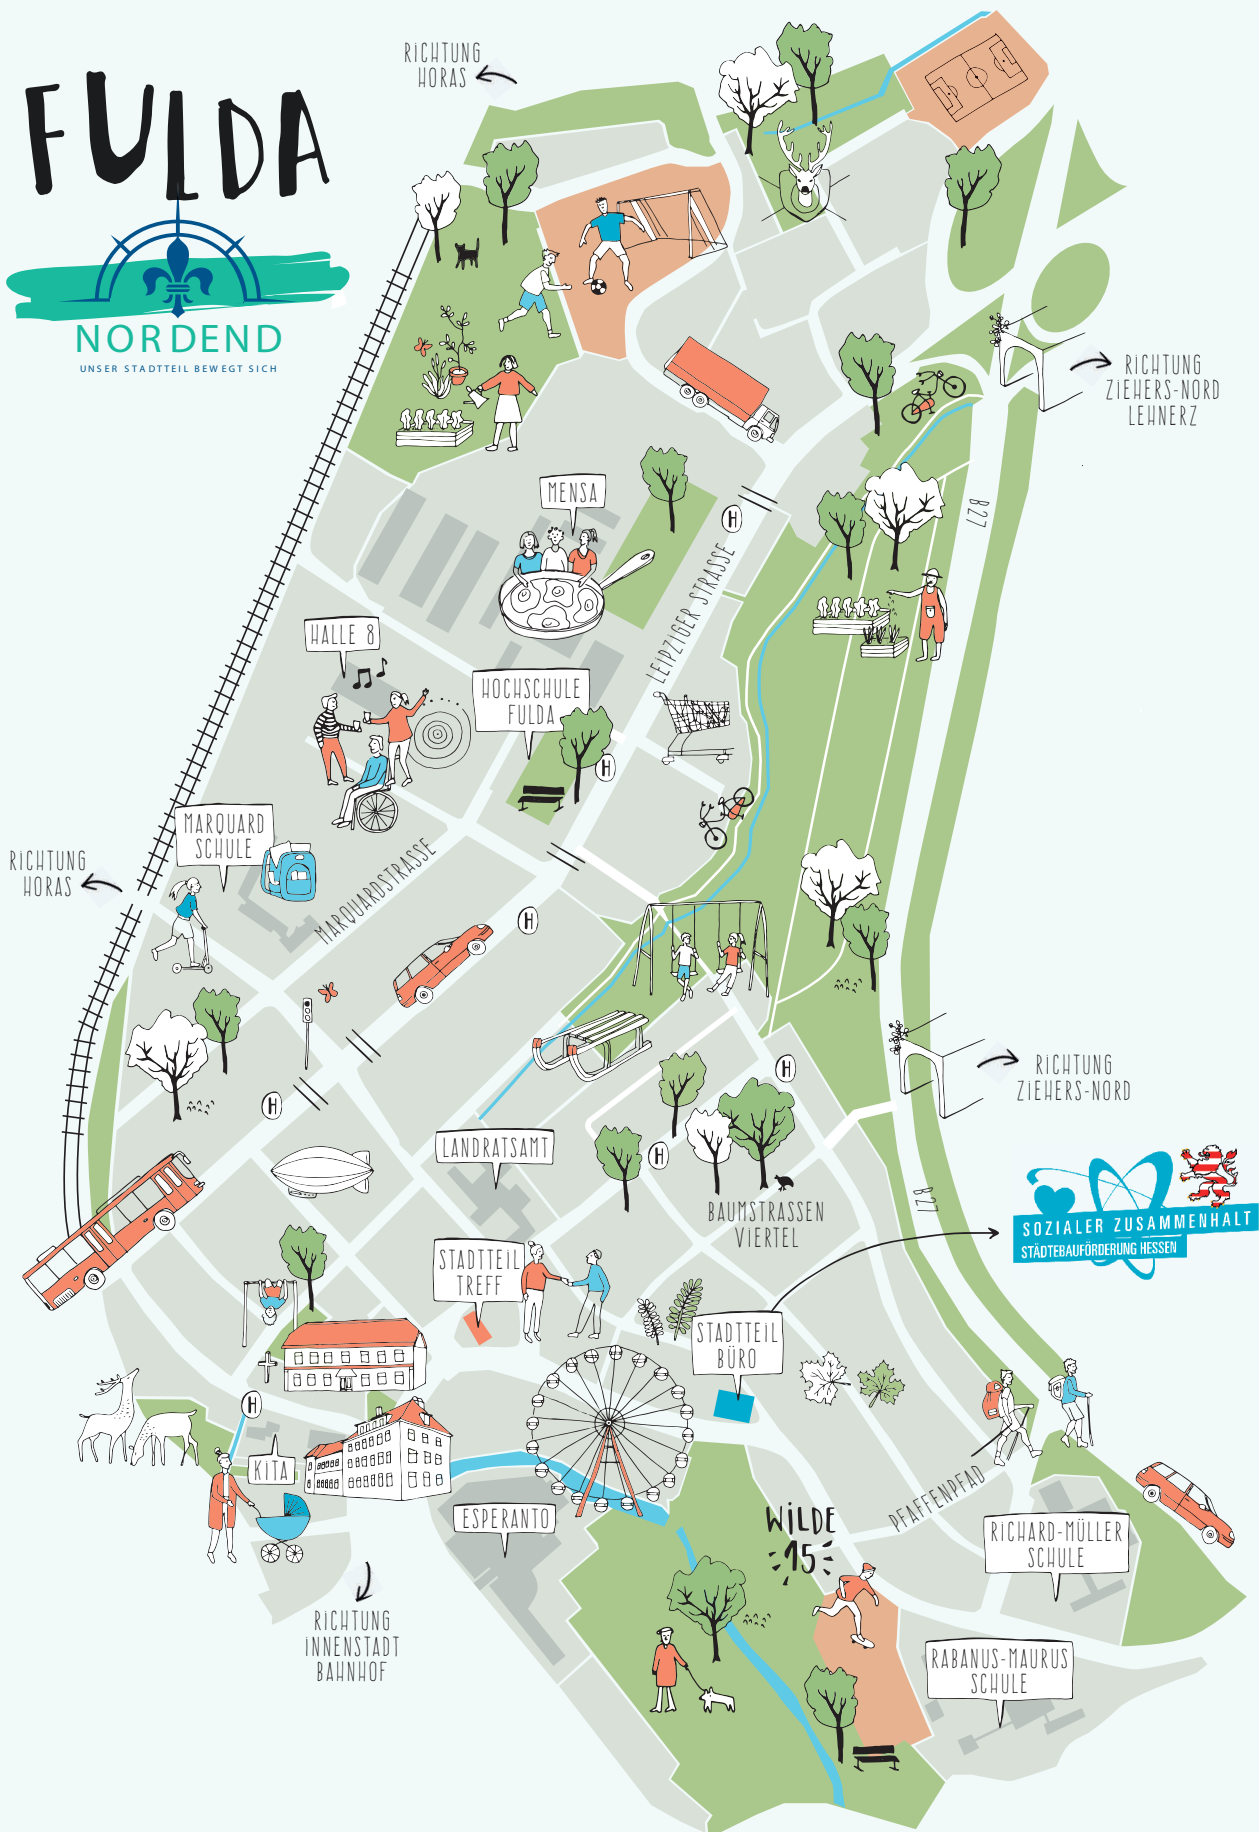 RICHTUNG
HORAS
FULDA
NORDEND
UNSER STADTTEIL BEWEGT SICH
RICHTUNG
ZIEHERS-NORD
LEHNERZ
MENSA
B27
H
LEIPZIGER STRASSE
HALLE 8
HOCHSCHULE
FULDA
H
MARQUARD
SCHULE
RICHTUNG
HORAS
MARQUARDSTRASSE
H
H
RICHTUNG
ZIEHERS-NORD
H
LANDRATSAMT
H
BAUMSTRASSEN
VIERTEL
B27
SOZIALER ZUSAMMENHALT
STÄDTEBAUFÖRDERUNG HESSEN
STADTTEIL
TREFF
STADTTEIL
BÜRO
H
KITA
ESPERANTO
WILDE
15
PFAFFENPFAD
RICHARD-MÜLLER
SCHULE
RICHTUNG
INNENSTADT
BAHNHOF
RABANUS-MAURUS
SCHULE